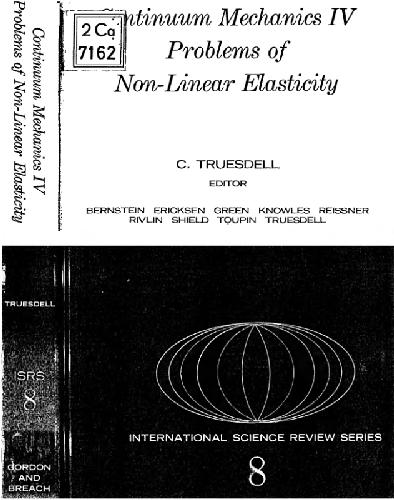 Continuum Mechanics IV
Problems of Non-Linear Elasticity
2 Cq
7162
ntinuum Mechanics IV
Problems of
Non-Linear Elasticity
C. TRUESDELL
EDITOR
BERNSTEIN ERICKSEN GREEN KNOWLES REISSNER
RIVLIN SHIELD TOUPIN TRUESDELL
TRUESDELL
ISRS
8
GORDON
AND
BREACH
INTERNATIONAL SCIENCE REVIEW SERIES
8